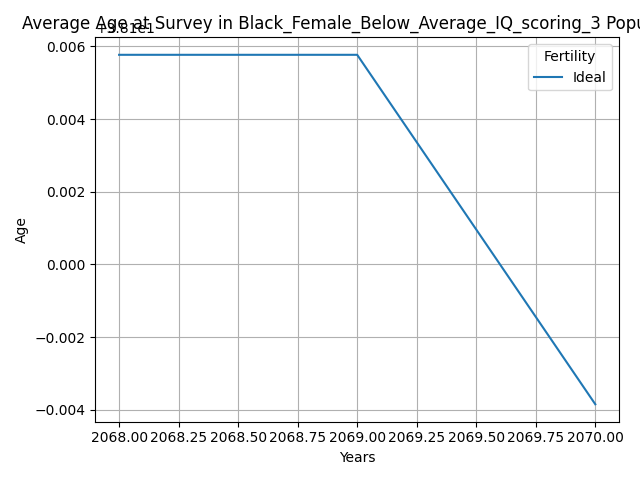 Average Age at Survey in Black_Female_Below_Average_IQ_scoring_3 Popu
0.006
0.004
0.002
0.000
−0.002
−0.004
Age
Fertility
Ideal
2068.00 2068.25 2068.50 2068.75 2069.00 2069.25 2069.50 2069.75 2070.00
Years